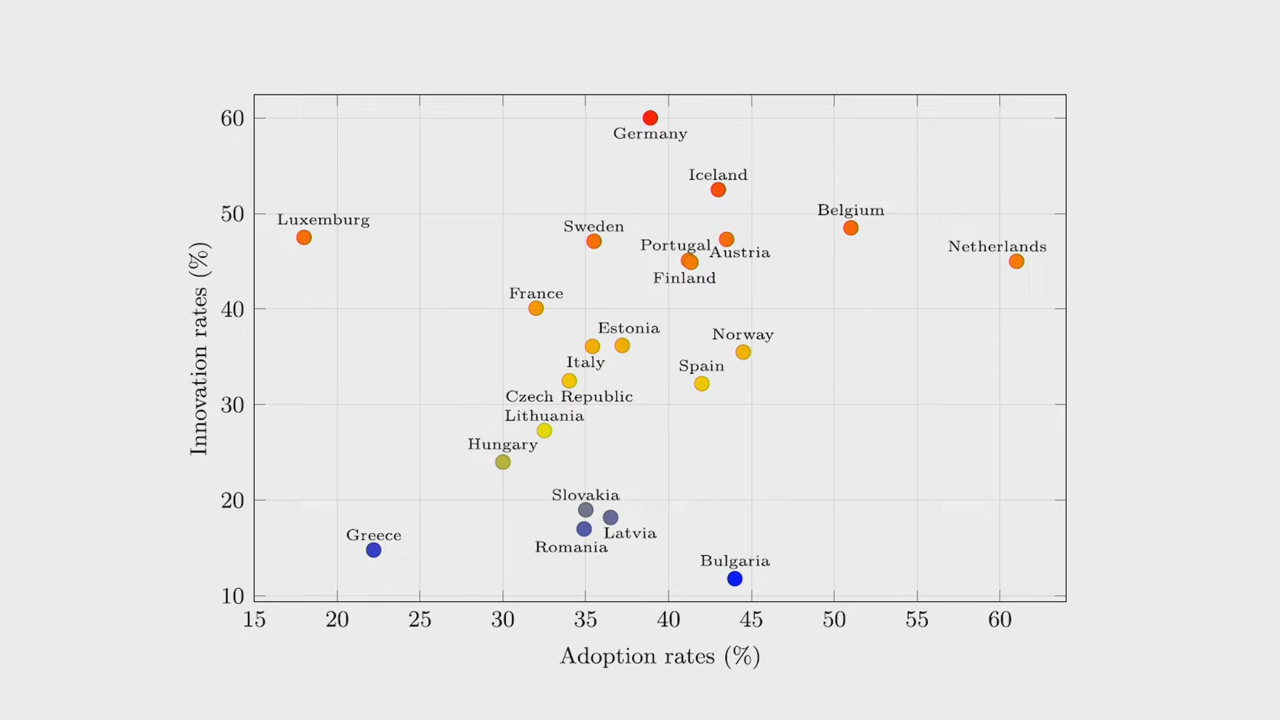 60
Germany
Iceland
50
Belgium
Luxemburg
Sweden
Portugal
Austria
Netherlands
Finland
40
France
Estonia
Norway
Italy
Spain
Czech Republic
30
Lithuania
Hungary
20
Slovakia
Latvia
Greece
Romania
Bulgaria
10
Innovation rates (%)
15 20 25 30 35 40 45 50 55 60
Adoption rates (%)